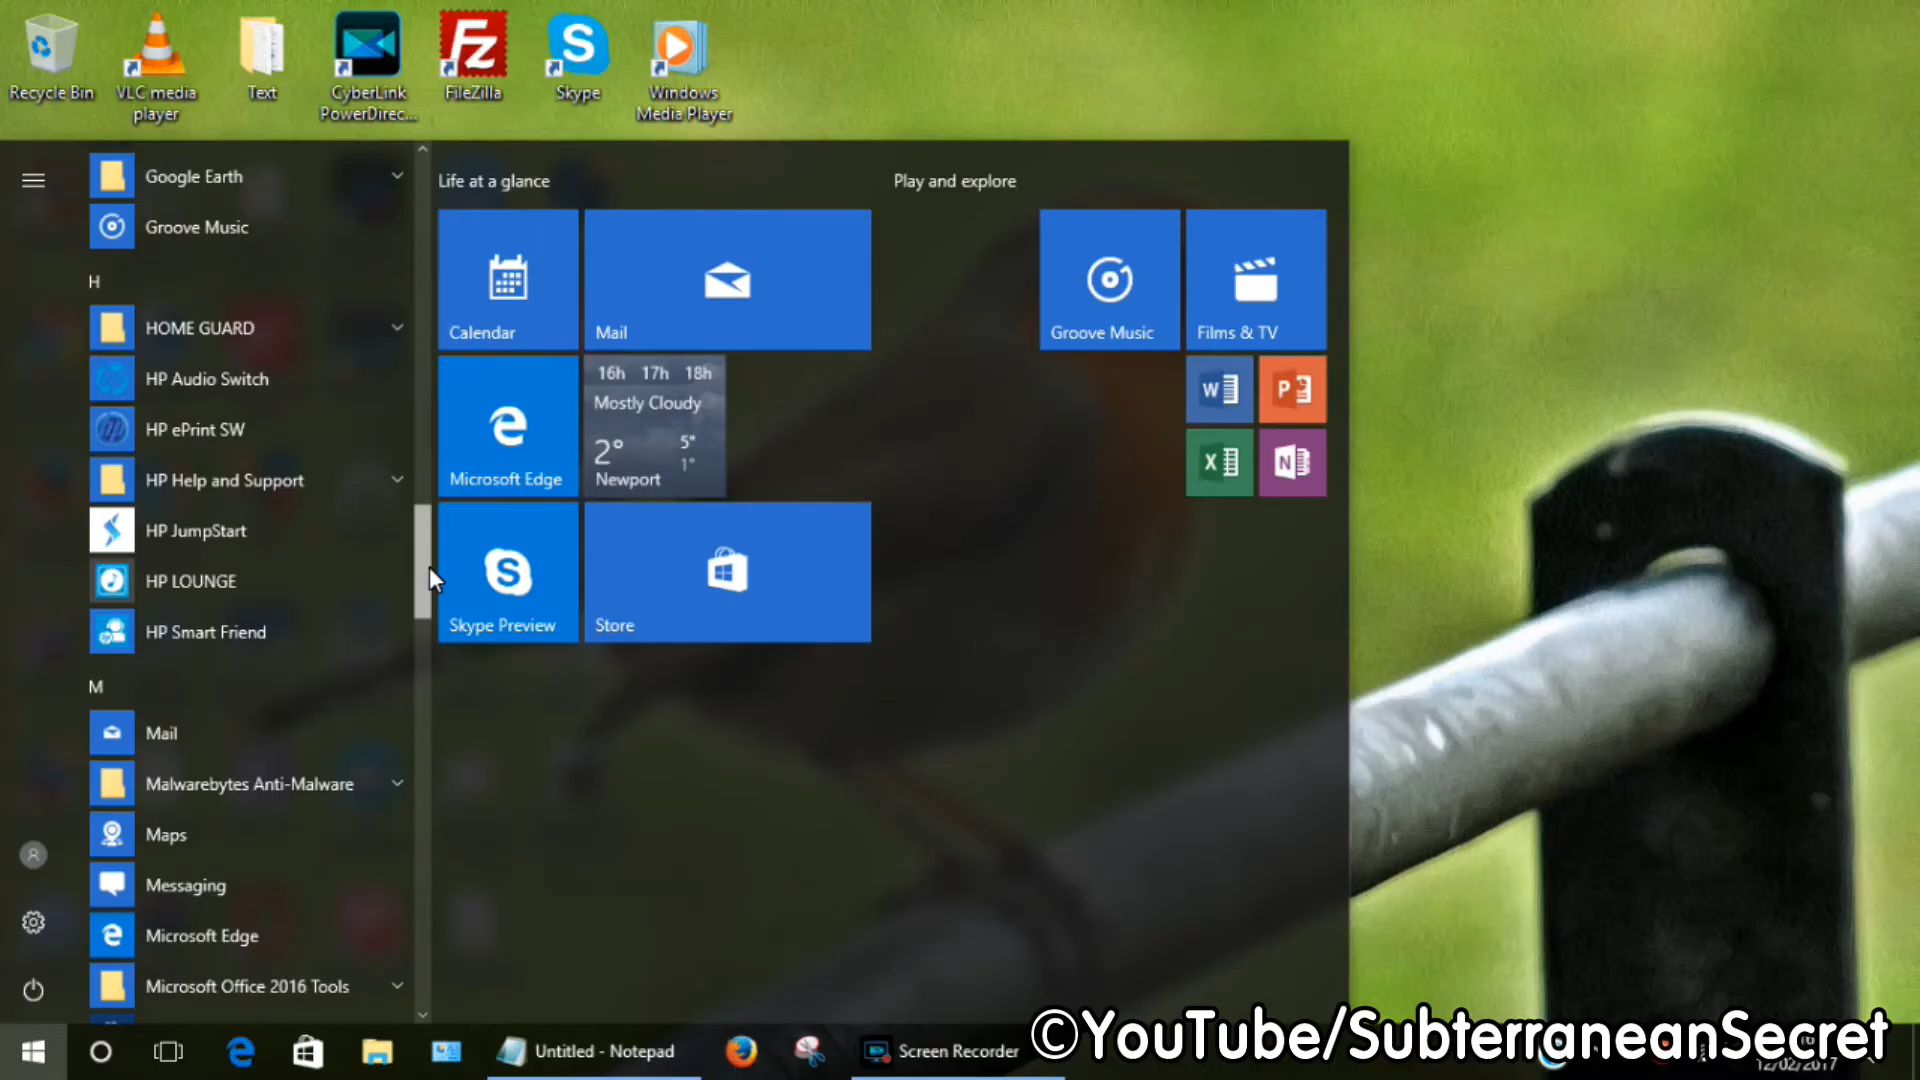 Recycle Bin
VLC media
player
Text
CyberLink
PowerDirec...
FileZilla
Skype
Windows
Media Player
Google Earth
Groove Music
H
HOME GUARD
HP Audio Switch
HP ePrint SW
HP Help and Support
HP JumpStart
HP LOUNGE
HP Smart Friend
M
Mail
Malwarebytes Anti-Malware
Maps
Messaging
Microsoft Edge
Microsoft Office 2016 Tools
Life at a glance
Calendar
Mail
Microsoft Edge
16h 17h 18h
Mostly Cloudy
2° 5°
1°
Newport
Skype Preview
Store
Play and explore
Groove Music
Films & TV
Untitled - Notepad
Screen Recorder
©YouTube/SubterraneanSecret
12/02/2017